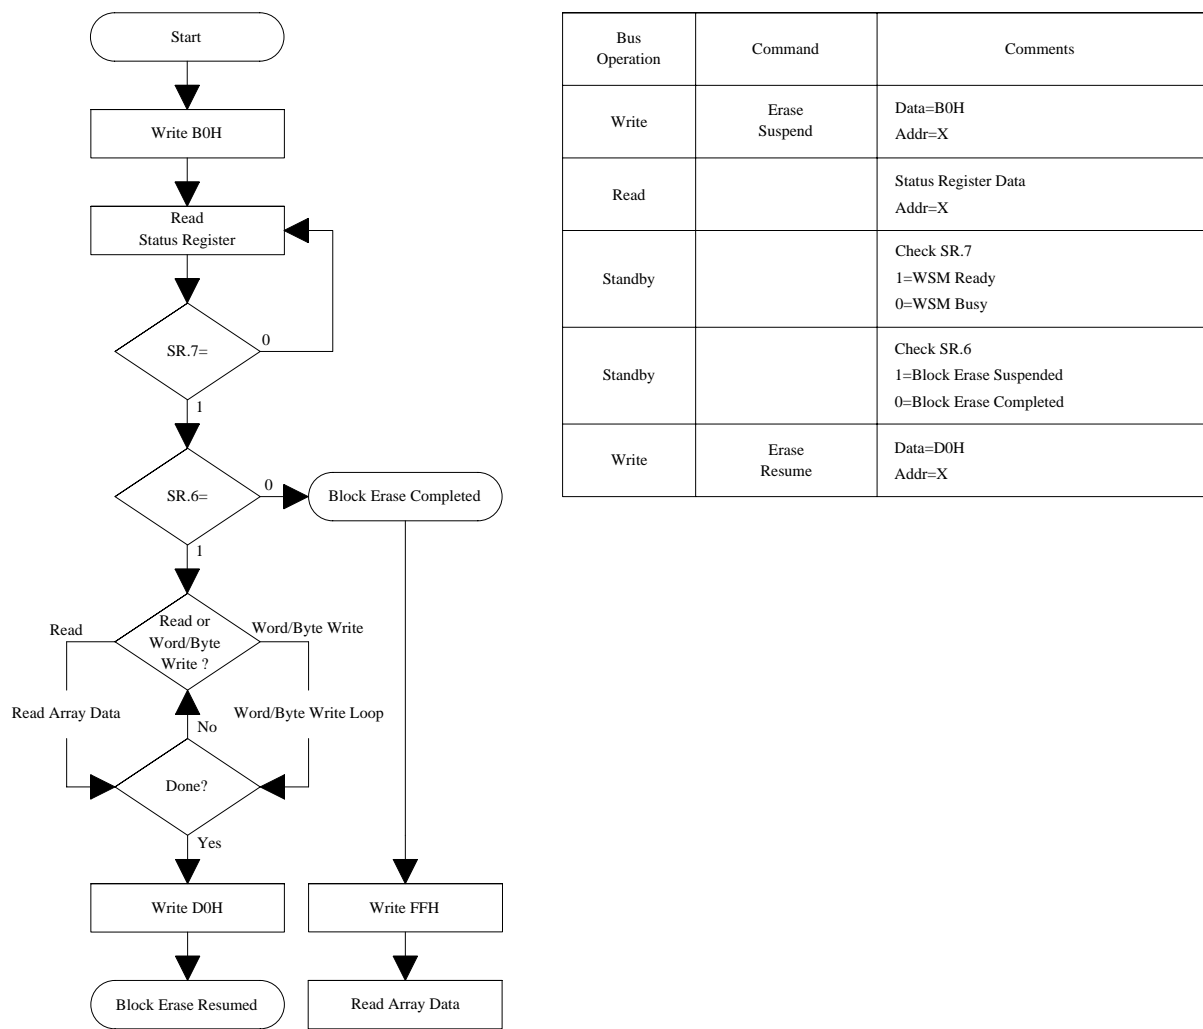 Start
Write B0H
Read
Status Register
SR.7=
0
1
SR.6=
0
Block Erase Completed
1
Read or
Word/Byte
Write ?
Read
Word/Byte Write
Read Array Data
Word/Byte Write Loop
No
Done?
Yes
Write D0H
Write FFH
Block Erase Resumed
Read Array Data
Bus
Operation
Command
Comments
Write
Erase
Suspend
Data=B0H
Addr=X
Read
Status Register Data
Addr=X
Standby
Check SR.7
1=WSM Ready
0=WSM Busy
Standby
Check SR.6
1=Block Erase Suspended
0=Block Erase Completed
Write
Erase
Resume
Data=D0H
Addr=X